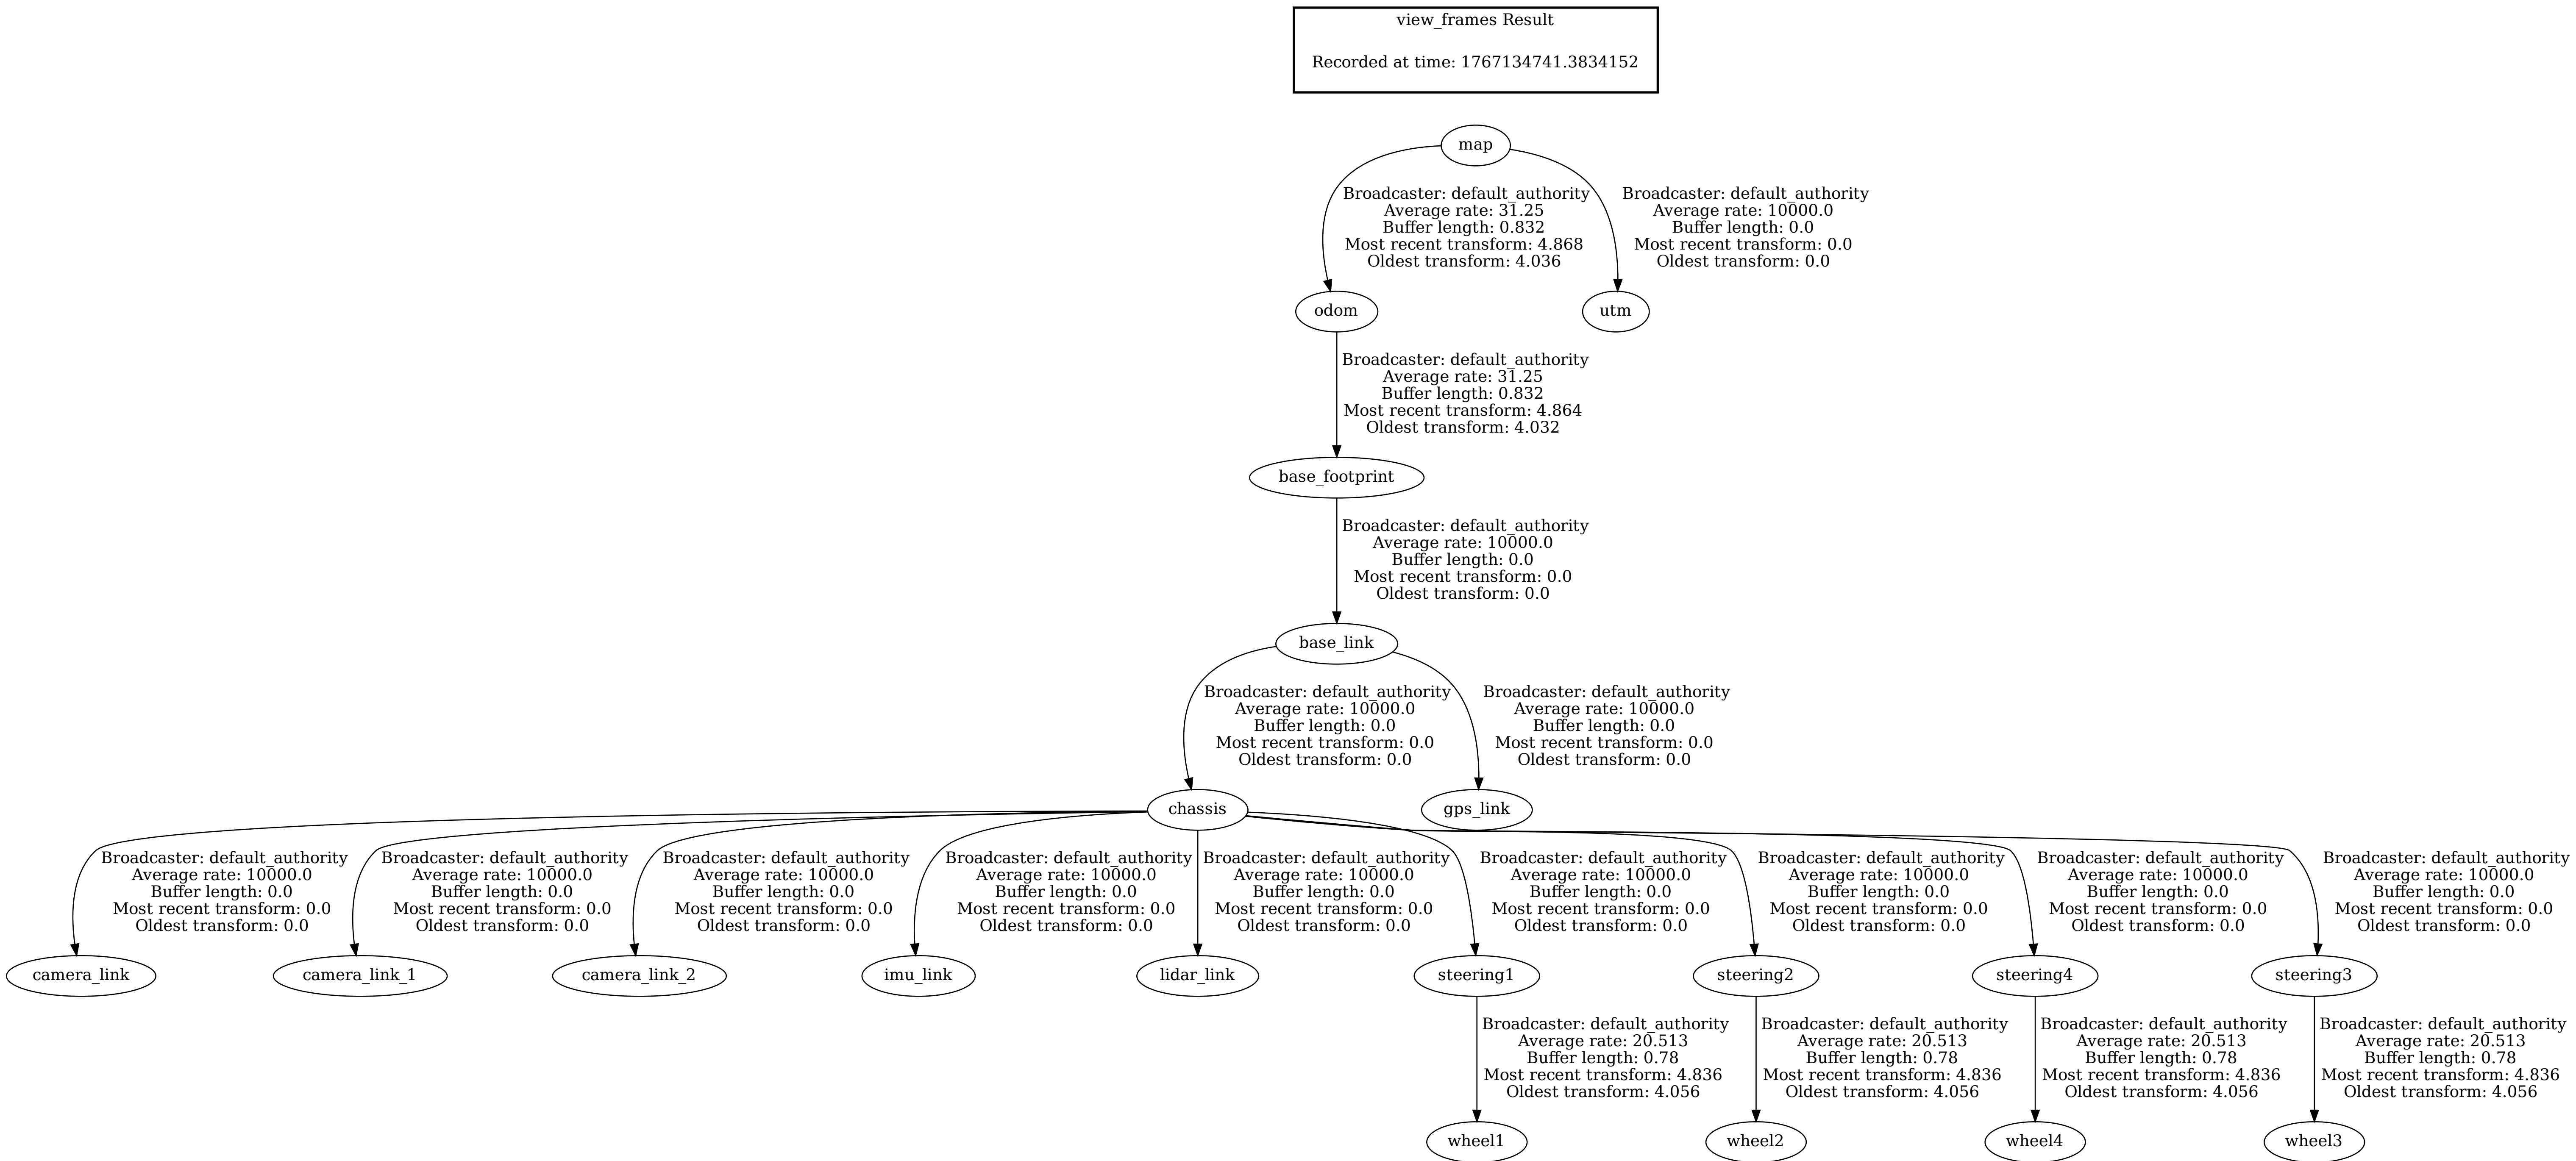 view_frames Result
Recorded at time: 1767134741.3834152
map
Broadcaster: default_authority
Average rate: 31.25
Buffer length: 0.832
Most recent transform: 4.868
Oldest transform: 4.036
Broadcaster: default_authority
Average rate: 10000.0
Buffer length: 0.0
Most recent transform: 0.0
Oldest transform: 0.0
odom
utm
Broadcaster: default_authority
Average rate: 31.25
Buffer length: 0.832
Most recent transform: 4.864
Oldest transform: 4.032
base_footprint
Broadcaster: default_authority
Average rate: 10000.0
Buffer length: 0.0
Most recent transform: 0.0
Oldest transform: 0.0
base_link
Broadcaster: default_authority
Average rate: 10000.0
Buffer length: 0.0
Most recent transform: 0.0
Oldest transform: 0.0
Broadcaster: default_authority
Average rate: 10000.0
Buffer length: 0.0
Most recent transform: 0.0
Oldest transform: 0.0
chassis
gps_link
Broadcaster: default_authority
Average rate: 10000.0
Buffer length: 0.0
Most recent transform: 0.0
Oldest transform: 0.0
Broadcaster: default_authority
Average rate: 10000.0
Buffer length: 0.0
Most recent transform: 0.0
Oldest transform: 0.0
Broadcaster: default_authority
Average rate: 10000.0
Buffer length: 0.0
Most recent transform: 0.0
Oldest transform: 0.0
Broadcaster: default_authority
Average rate: 10000.0
Buffer length: 0.0
Most recent transform: 0.0
Oldest transform: 0.0
Broadcaster: default_authority
Average rate: 10000.0
Buffer length: 0.0
Most recent transform: 0.0
Oldest transform: 0.0
Broadcaster: default_authority
Average rate: 10000.0
Buffer length: 0.0
Most recent transform: 0.0
Oldest transform: 0.0
Broadcaster: default_authority
Average rate: 10000.0
Buffer length: 0.0
Most recent transform: 0.0
Oldest transform: 0.0
Broadcaster: default_authority
Average rate: 10000.0
Buffer length: 0.0
Most recent transform: 0.0
Oldest transform: 0.0
Broadcaster: default_authority
Average rate: 10000.0
Buffer length: 0.0
Most recent transform: 0.0
Oldest transform: 0.0
camera_link
camera_link_1
camera_link_2
imu_link
lidar_link
steering1
steering2
steering4
steering3
Broadcaster: default_authority
Average rate: 20.513
Buffer length: 0.78
Most recent transform: 4.836
Oldest transform: 4.056
Broadcaster: default_authority
Average rate: 20.513
Buffer length: 0.78
Most recent transform: 4.836
Oldest transform: 4.056
Broadcaster: default_authority
Average rate: 20.513
Buffer length: 0.78
Most recent transform: 4.836
Oldest transform: 4.056
Broadcaster: default_authority
Average rate: 20.513
Buffer length: 0.78
Most recent transform: 4.836
Oldest transform: 4.056
wheel1
wheel2
wheel4
wheel3